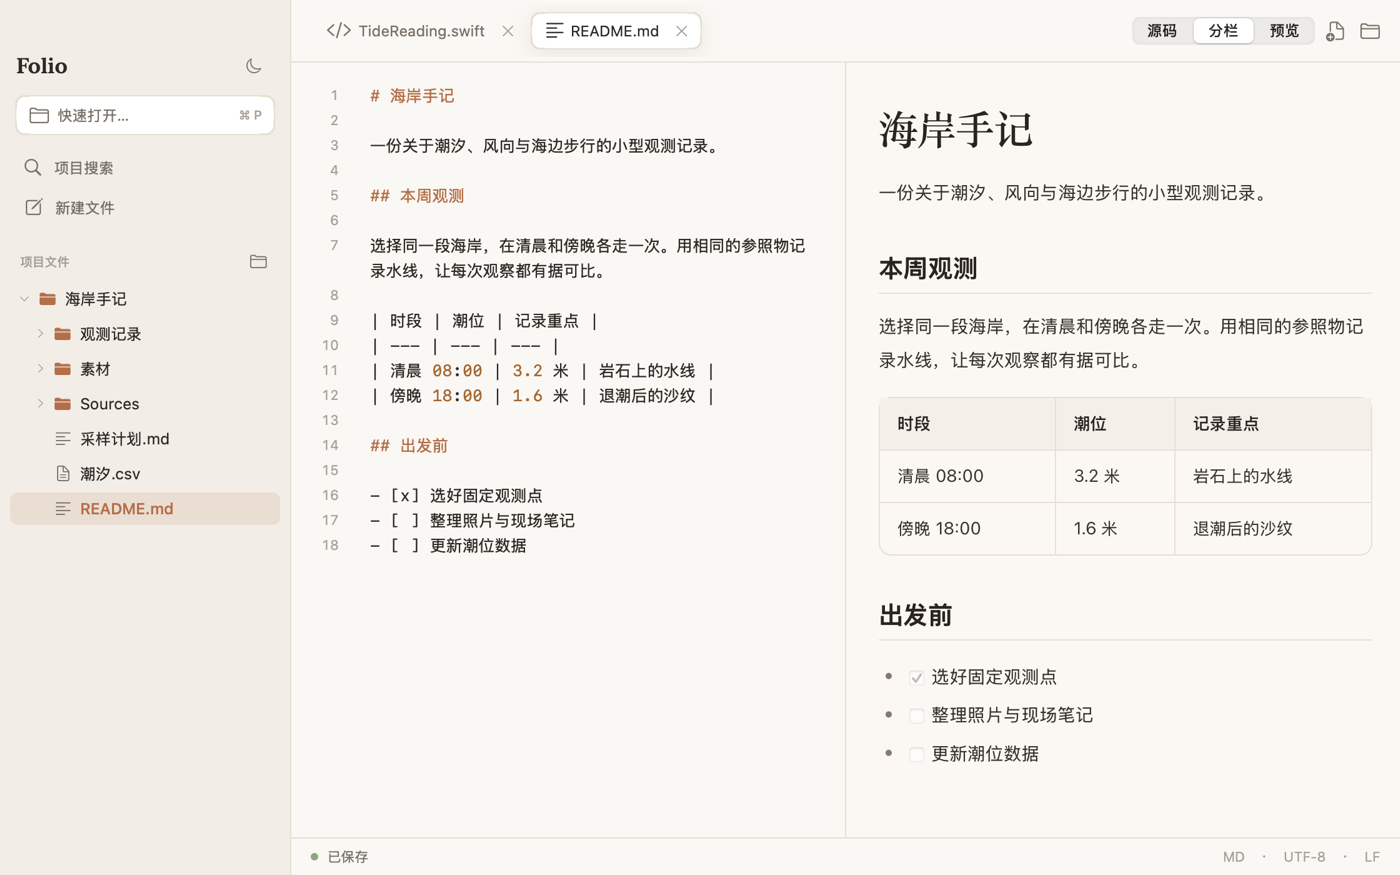 Folio
快速打开... ⌘ P
项目搜索
新建文件
项目文件
海岸手记
观测记录
素材
Sources
采样计划.md
潮汐.csv
README.md
</> TideReading.swift
README.md
源码 分栏 预览
1 # 海岸手记
2
3 一份关于潮汐、风向与海边步行的小型观测记录。
4
5 ## 本周观测
6
7 选择同一段海岸，在清晨和傍晚各走一次。用相同的参照物记
录水线，让每次观察都有据可比。
8
9 | 时段 | 潮位 | 记录重点 |
10 | --- | --- | --- |
11 | 清晨 08:00 | 3.2 米 | 岩石上的水线 |
12 | 傍晚 18:00 | 1.6 米 | 退潮后的沙纹 |
13
14 ## 出发前
15
16 - [x] 选好固定观测点
17 - [ ] 整理照片与现场笔记
18 - [ ] 更新潮位数据
海岸手记
一份关于潮汐、风向与海边步行的小型观测记录。
本周观测
选择同一段海岸，在清晨和傍晚各走一次。用相同的参照物记
录水线，让每次观察都有据可比。
时段 潮位 记录重点
清晨 08:00 3.2 米 岩石上的水线
傍晚 18:00 1.6 米 退潮后的沙纹
出发前
选好固定观测点
整理照片与现场笔记
更新潮位数据
已保存
MD · UTF-8 · LF